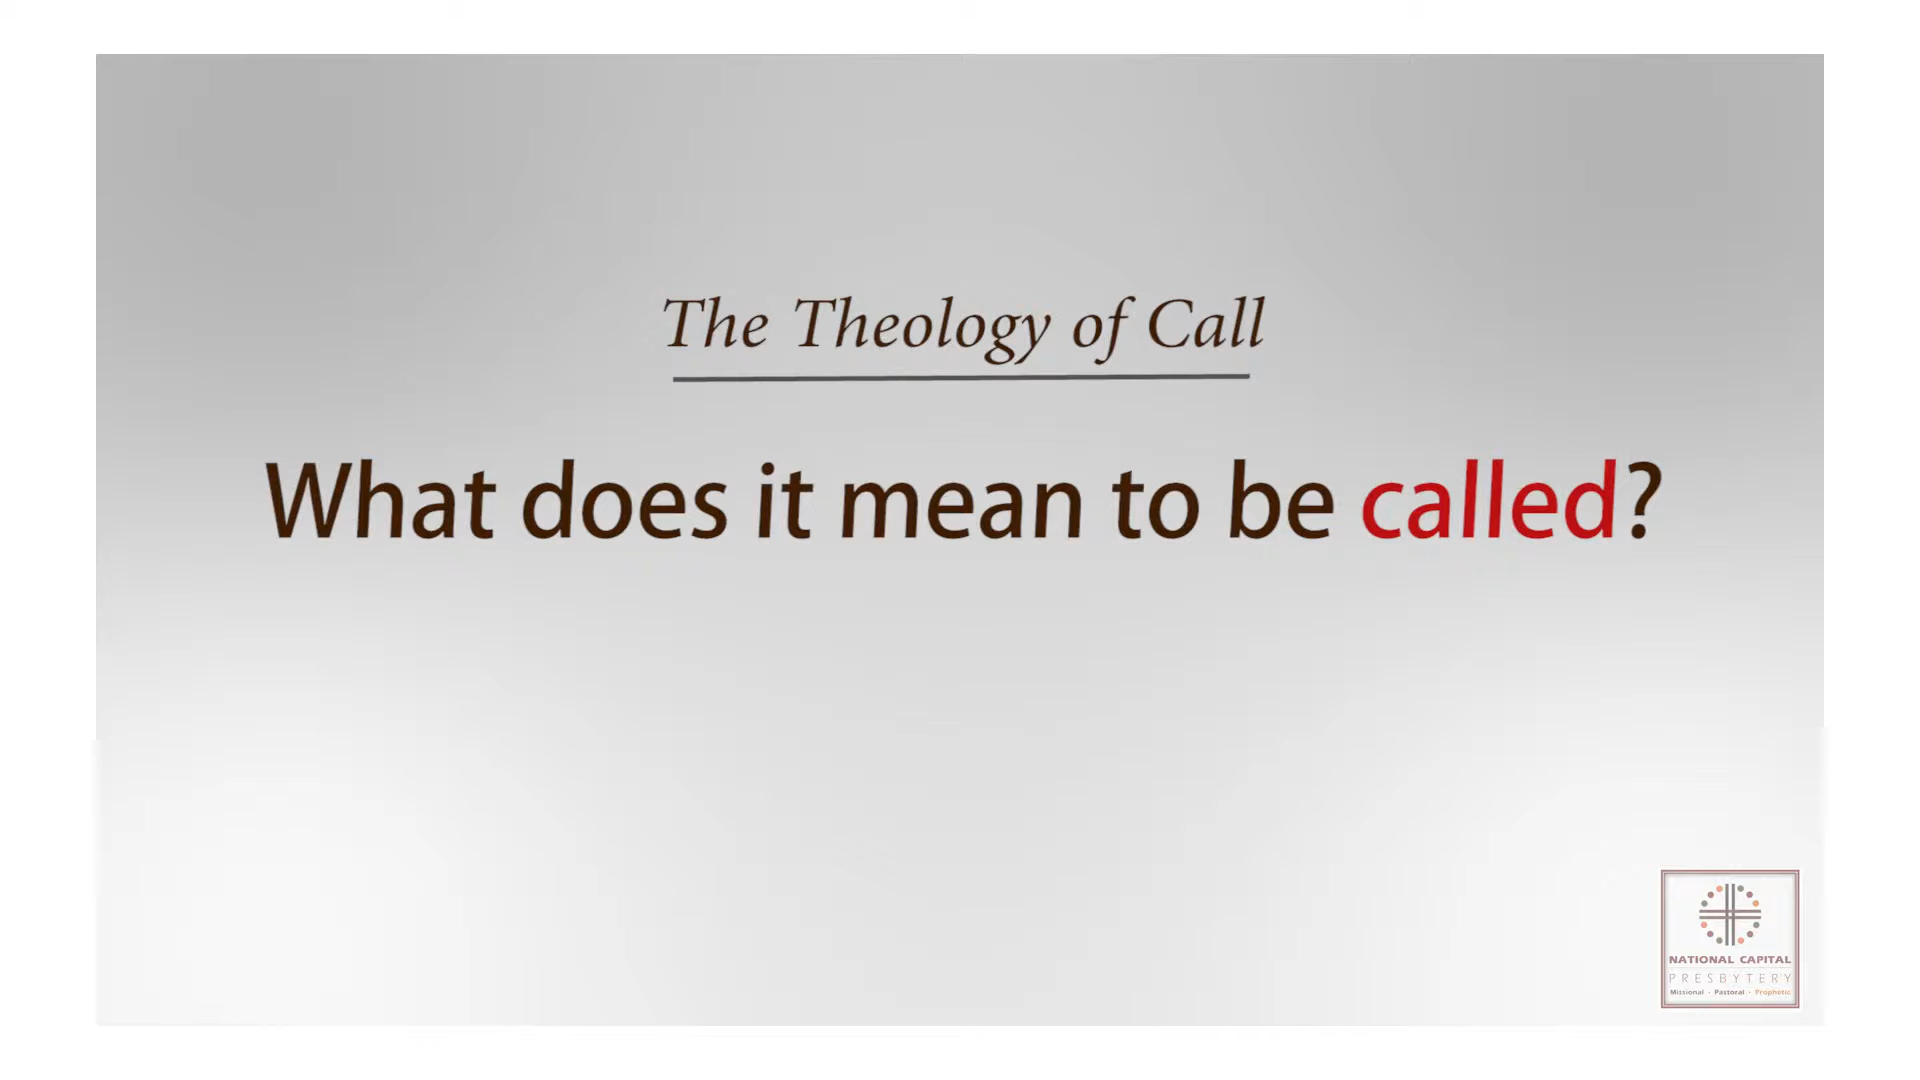 The Theology of Call
What does it mean to be called?
NATIONAL CAPITAL
PRESBYTERY
Missional - Pastoral - Prophetic